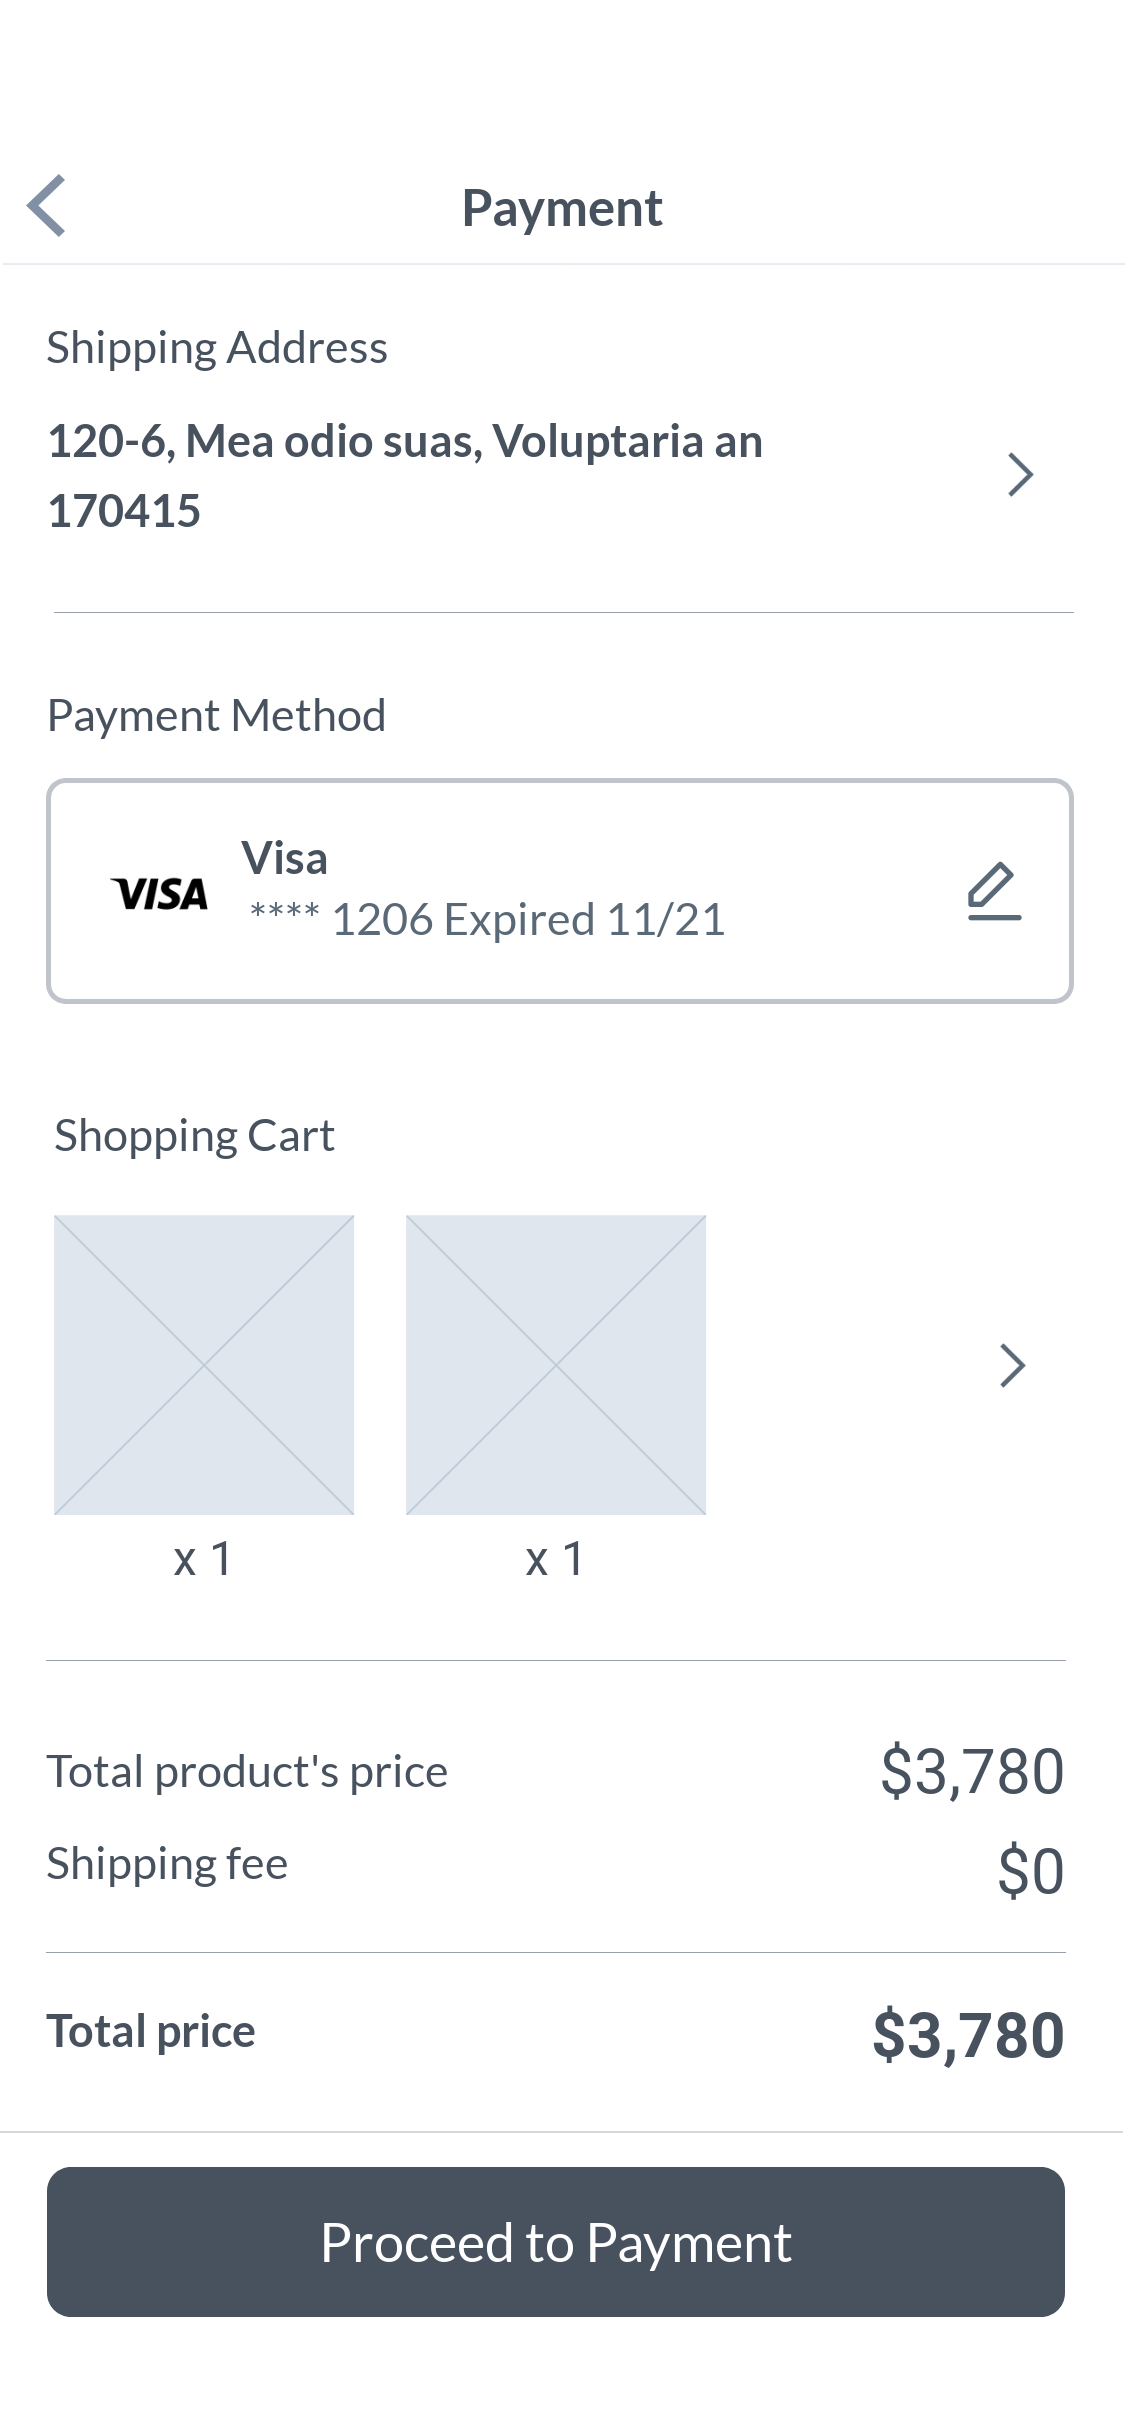 Payment
Shipping Address
120-6, Mea odio suas, Voluptaria an
170415
Payment Method
VISA
Visa
**** 1206 Expired 11/21
Shopping Cart
x 1
x 1
Total product's price
$3,780
Shipping fee
$0
Total price
$3,780
Proceed to Payment